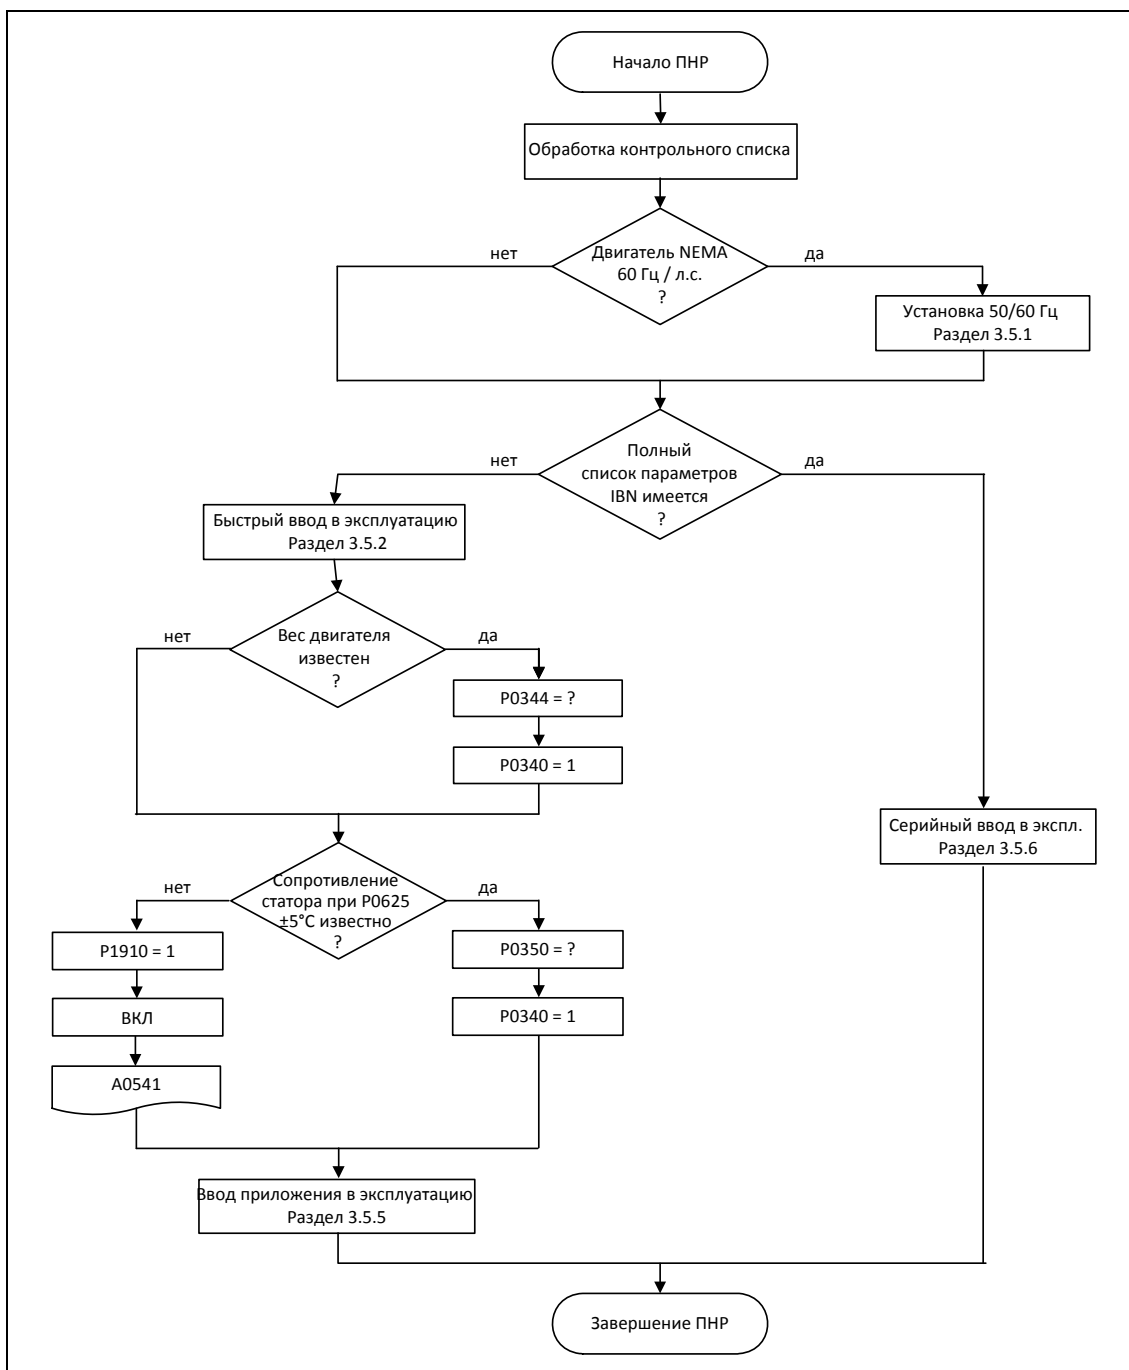 Начало ПНР
Обработка контрольного списка
Двигатель NEMA
60 Гц / л.с.
?
нет
да
Установка 50/60 Гц
Раздел 3.5.1
Полный
список параметров
IBN имеется
?
нет
да
Быстрый ввод в эксплуатацию
Раздел 3.5.2
Вес двигателя
известен
?
нет
да
P0344 = ?
P0340 = 1
Серийный ввод в экспл.
Раздел 3.5.6
Сопротивление
статора при P0625
±5°C известно
?
нет
да
P1910 = 1
P0350 = ?
ВКЛ
P0340 = 1
A0541
Ввод приложения в эксплуатацию
Раздел 3.5.5
Завершение ПНР